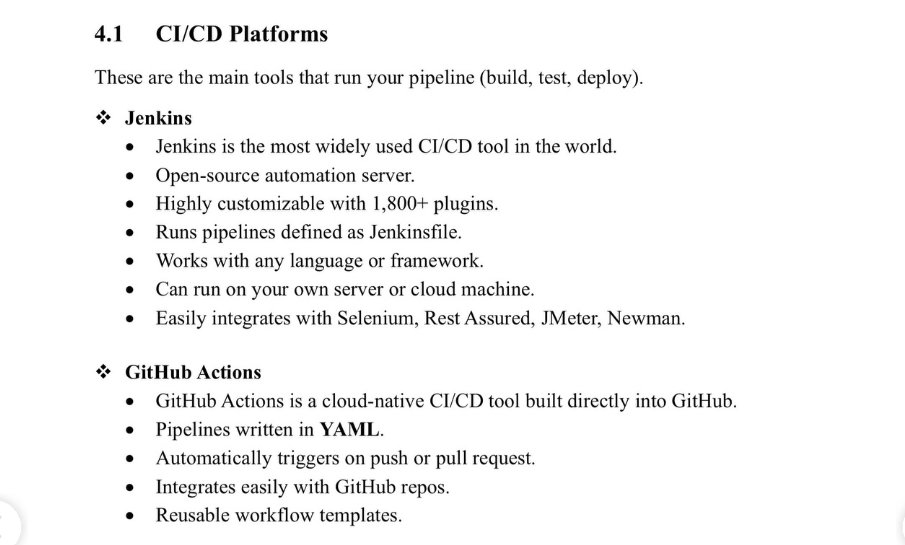 4.1 CI/CD Platforms
These are the main tools that run your pipeline (build, test, deploy).
❖ Jenkins
• Jenkins is the most widely used CI/CD tool in the world.
• Open-source automation server.
• Highly customizable with 1,800+ plugins.
• Runs pipelines defined as Jenkinsfile.
• Works with any language or framework.
• Can run on your own server or cloud machine.
• Easily integrates with Selenium, Rest Assured, JMeter, Newman.
❖ GitHub Actions
• GitHub Actions is a cloud-native CI/CD tool built directly into GitHub.
• Pipelines written in YAML.
• Automatically triggers on push or pull request.
• Integrates easily with GitHub repos.
• Reusable workflow templates.